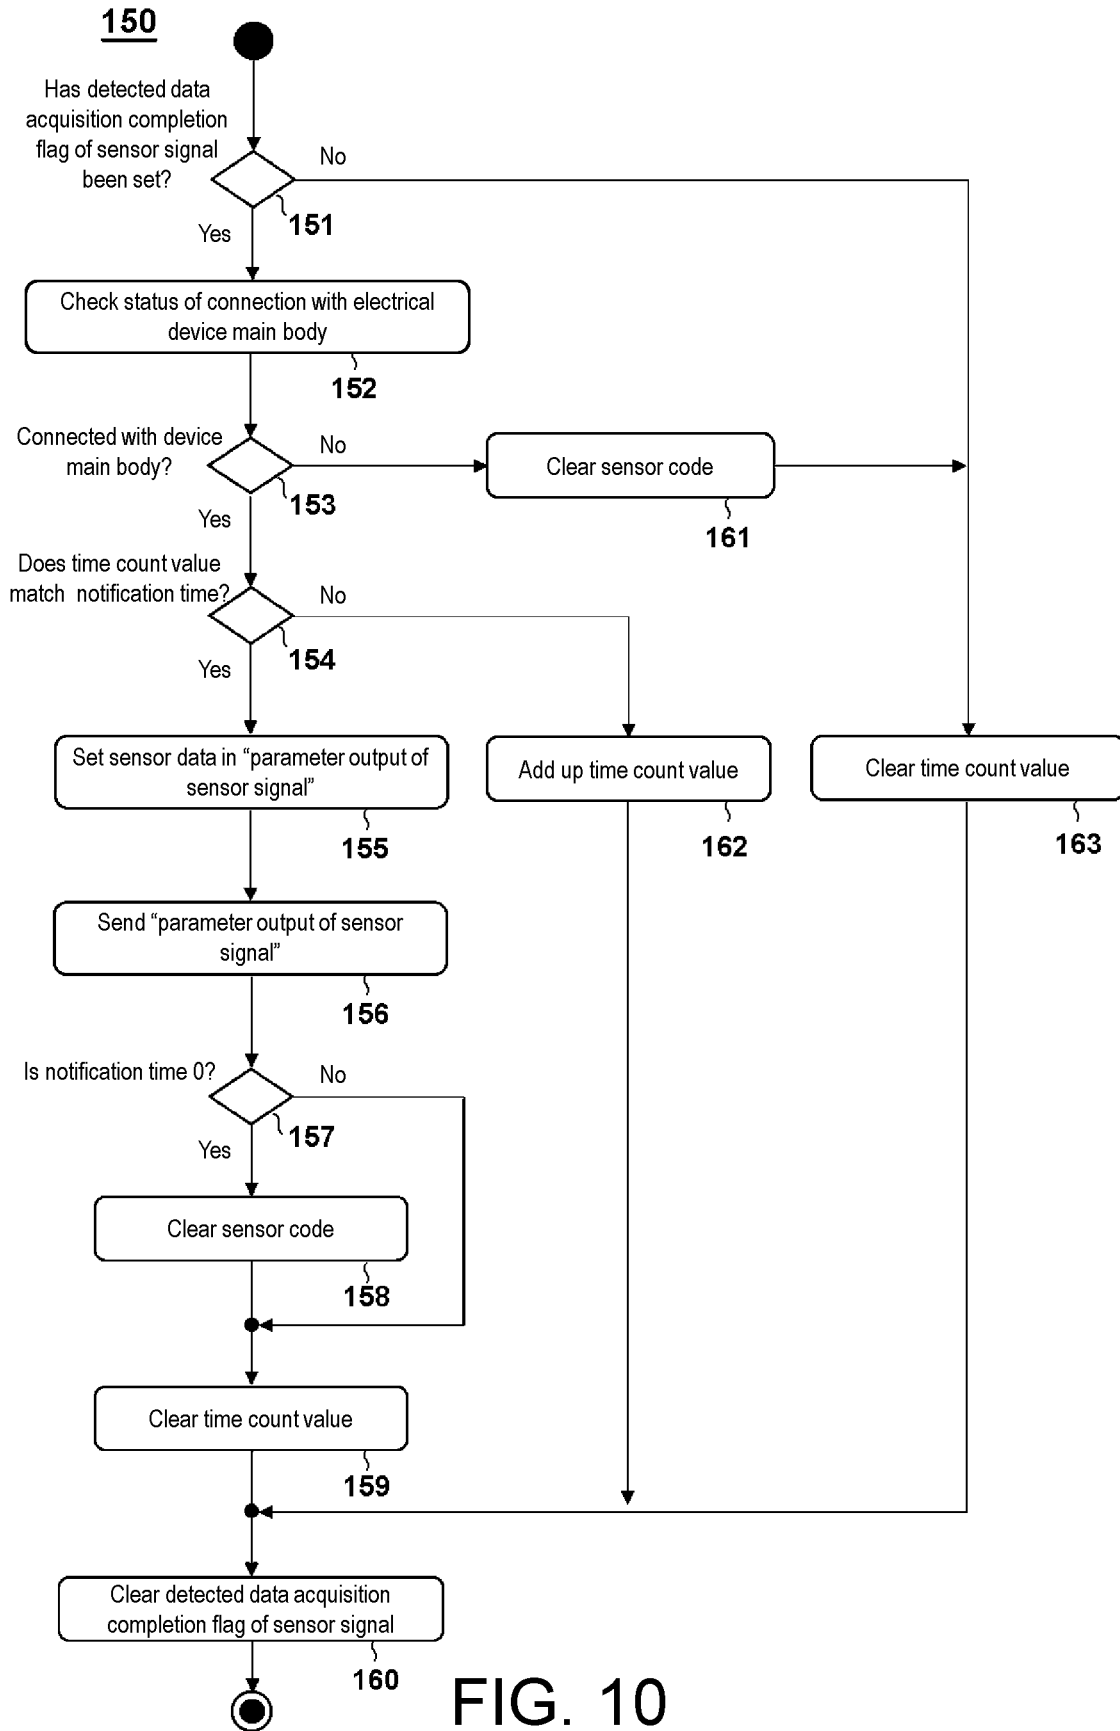 150
Has detected data
acquisition completion
flag of sensor signal
been set?
No
151
Yes
Check status of connection with electrical
device main body
152
Connected with device
main body?
No
153
Yes
Clear sensor code
161
Does time count value
match notification time?
No
154
Yes
Set sensor data in “parameter output of
sensor signal”
155
Add up time count value
162
Clear time count value
163
Send “parameter output of sensor
signal”
156
Is notification time 0?
No
157
Yes
Clear sensor code
158
Clear time count value
159
Clear detected data acquisition
completion flag of sensor signal
160
FIG. 10